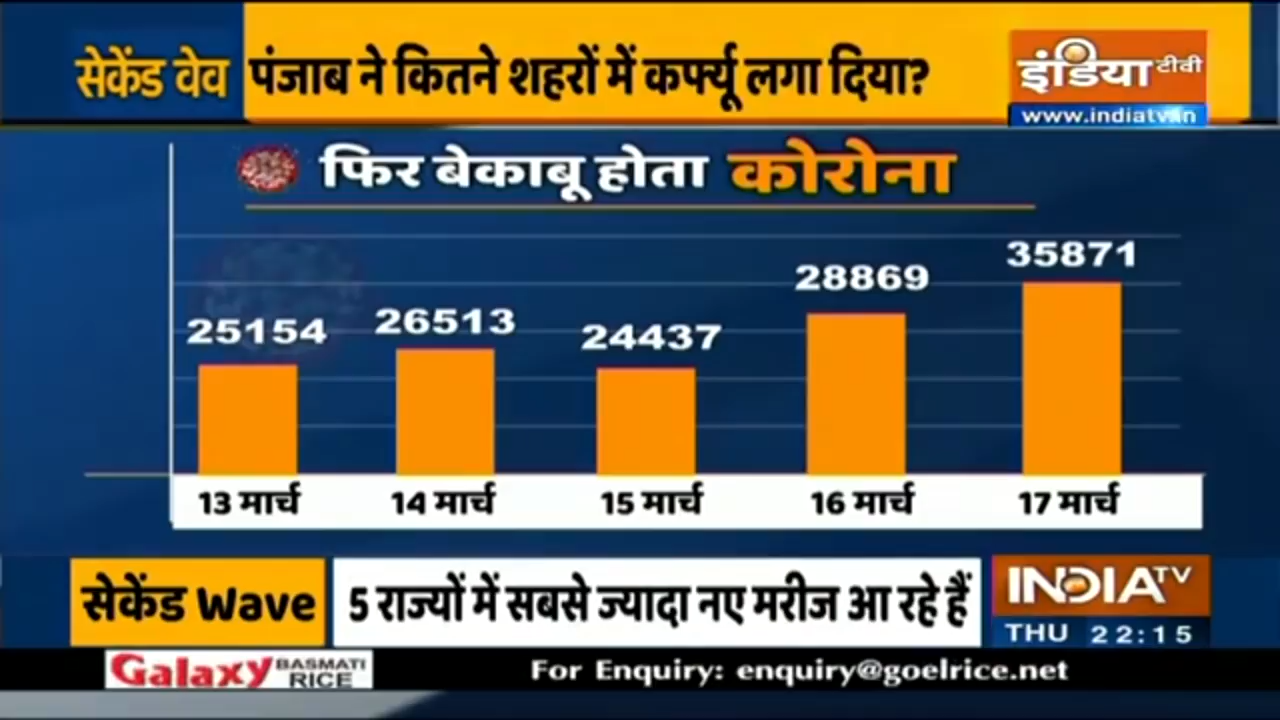 सेकेंड वेव
पंजाब ने कितने शहरों में कर्फ्यू लगा दिया?
इंडिया टीवी
www.indiatv.in
फिर बेकाबू होता कोरोना
25154
26513
24437
28869
35871
13 मार्च
14 मार्च
15 मार्च
16 मार्च
17 मार्च
सेकेंड Wave
5 राज्यों में सबसे ज्यादा नए मरीज आ रहे हैं
INDIA TV
THU 22:15
Galaxy BASMATI RICE
For Enquiry: enquiry@goelrice.net